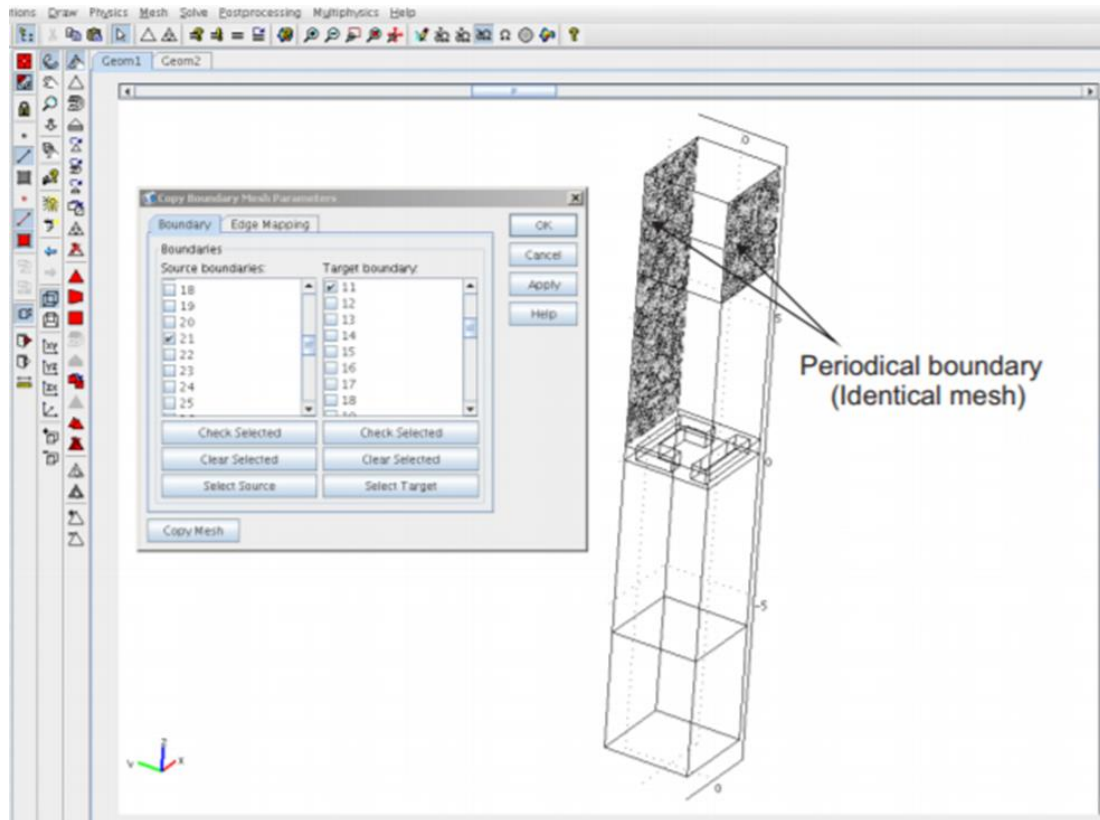 tions Draw Physics Mesh Solve Postprocessing Multiphysics Help
Geom1 Geom2
Copy Boundary Mesh Parameters
Boundary Edge Mapping
OK
Cancel
Apply
Help
Boundaries
Source boundaries:
18
19
20
21
22
23
24
25
Target boundary:
11
12
13
14
15
16
17
18
Check Selected Check Selected
Clear Selected Clear Selected
Select Source Select Target
Copy Mesh
Periodical boundary
(Identical mesh)
0
5
0
-5
0
z
y x